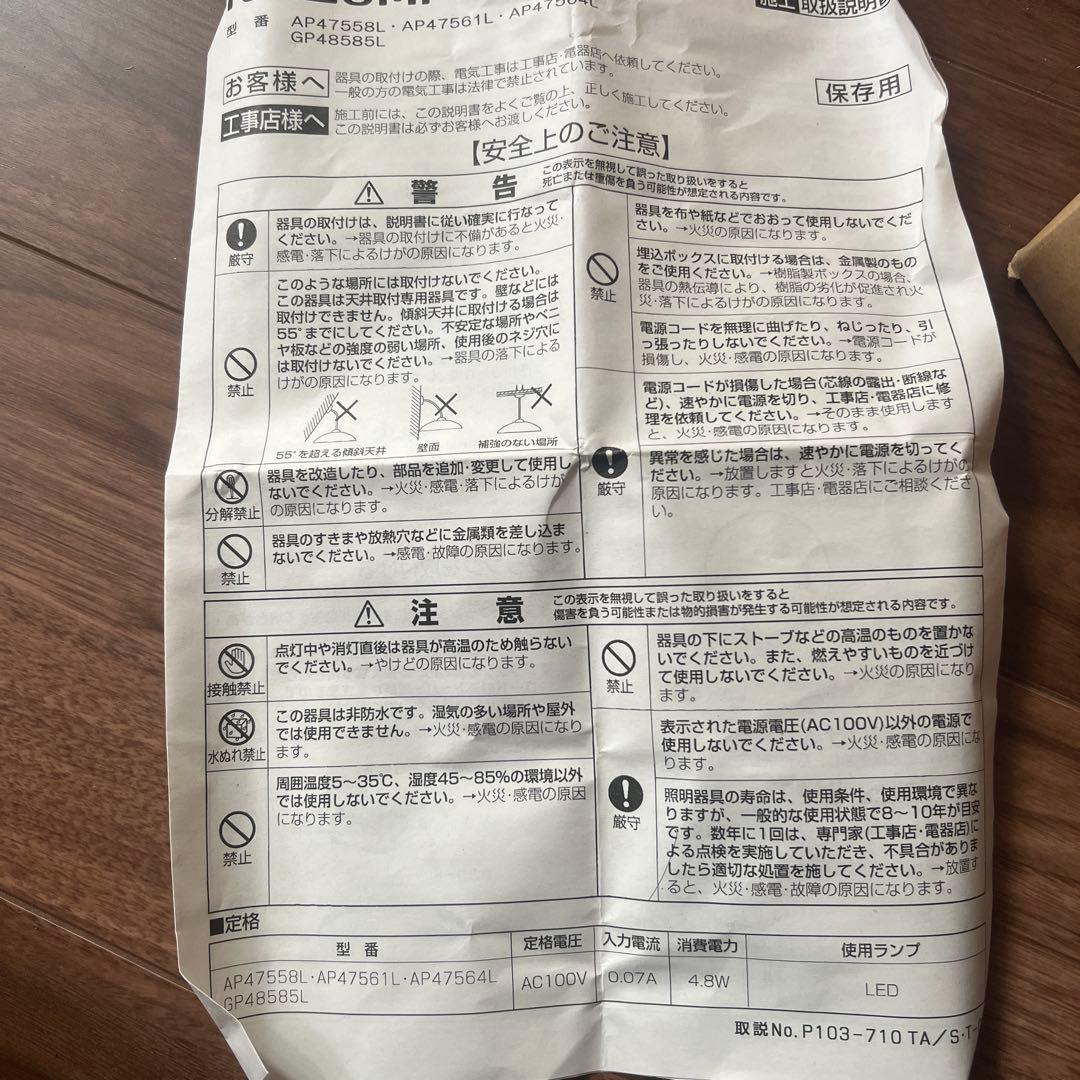 施工 取扱説明
型番 AP47558L・AP47561L・AP47564L
GP48585L
お客様へ
器具の取付けの際、電気工事は工事店・電器店へ依頼してください。
一般の方の電気工事は法律で禁止されています。
保存用
工事店様へ
施工前には、この説明書をよくご覧の上、正しく施工してください。
この説明書は必ずお客様へお渡しください。
【安全上のご注意】
警告
この表示を無視して誤った取り扱いをすると
死亡または重傷を負う可能性が想定される内容です。
厳守
器具の取付けは、説明書に従い確実に行なって
ください。→器具の取付けに不備があると火災・
感電・落下によるけがの原因になります。
禁止
このような場所には取付けないでください。
この器具は天井取付専用器具です。壁などには
取付けできません。傾斜天井に取付ける場合は
55°までにしてください。不安定な場所やベニ
ヤ板などの強度の弱い場所、使用後のネジ穴に
は取付けないでください。→器具の落下による
けがの原因になります。
55°を超える傾斜天井 壁面 補強のない場所
分解禁止
器具を改造したり、部品を追加・変更して使用し
ないでください。→火災・感電・落下によるけが
の原因になります。
禁止
器具のすきまや放熱穴などに金属類を差し込ま
ないでください。→感電・故障の原因になります。
禁止
器具を布や紙などでおおって使用しないでくだ
さい。→火災の原因になります。
埋込ボックスに取付ける場合は、金属製のもの
をご使用ください。→樹脂製ボックスの場合、
器具の熱伝導により、樹脂の劣化が促進され火
災・落下によるけがの原因になります。
電源コードを無理に曲げたり、ねじったり、引
っ張ったりしないでください。→電源コードが
損傷し、火災・感電の原因になります。
厳守
電源コードが損傷した場合(芯線の露出・断線な
ど)、速やかに電源を切り、工事店・電器店に修
理を依頼してください。→そのまま使用します
と、火災・感電の原因になります。
異常を感じた場合は、速やかに電源を切ってく
ださい。→放置しますと火災・落下によるけがの
原因になります。工事店・電器店にご相談くださ
い。
注意
この表示を無視して誤った取り扱いをすると
傷害を負う可能性または物的損害が発生する可能性が想定される内容です。
接触禁止
点灯中や消灯直後は器具が高温のため触らない
でください。→やけどの原因になります。
水ぬれ禁止
この器具は非防水です。湿気の多い場所や屋外
では使用できません。→火災・感電の原因になり
ます。
禁止
周囲温度5〜35℃、湿度45〜85%の環境以外
では使用しないでください。→火災・感電の原因
になります。
禁止
器具の下にストーブなどの高温のものを置かな
いでください。また、燃えやすいものを近づけ
て使用しないでください。→火災の原因になり
ます。
厳守
表示された電源電圧(AC100V)以外の電源で
使用しないでください。→火災・感電の原因にな
ります。
照明器具の寿命は、使用条件、使用環境で異な
りますが、一般的な使用状態で8〜10年が目安
です。数年に1回は、専門家(工事店・電器店)に
よる点検を実施していただき、不具合がありま
したら適切な処置を施してください。→放置す
ると、火災・感電・故障の原因になります。
■定格
型番 定格電圧 入力電流 消費電力 使用ランプ
AP47558L・AP47561L・AP47564L
GP48585L
AC100V 0.07A 4.8W LED
取説No.P103-710 TA/S・T-